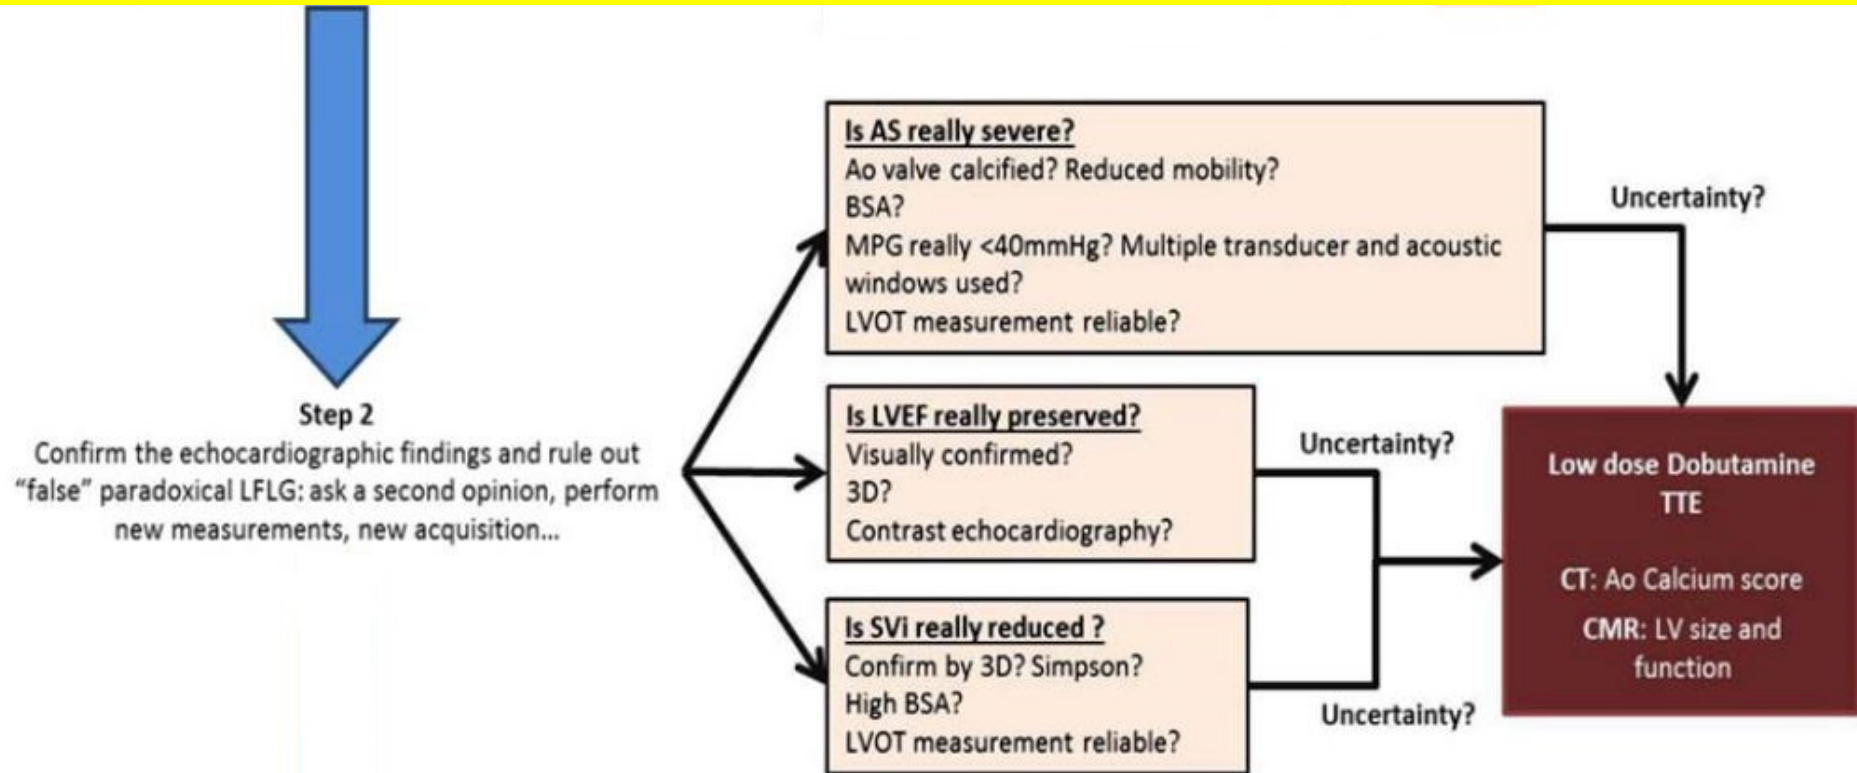 Step 2
Confirm the echocardiographic findings and rule out
“false” paradoxical LFLG: ask a second opinion, perform
new measurements, new acquisition...
Is AS really severe?
Ao valve calcified? Reduced mobility?
BSA?
MPG really <40mmHg? Multiple transducer and acoustic
windows used?
LVOT measurement reliable?
Uncertainty?
Is LVEF really preserved?
Visually confirmed?
3D?
Contrast echocardiography?
Uncertainty?
Is SVi really reduced ?
Confirm by 3D? Simpson?
High BSA?
LVOT measurement reliable?
Uncertainty?
Low dose Dobutamine
TTE
CT: Ao Calcium score
CMR: LV size and
function